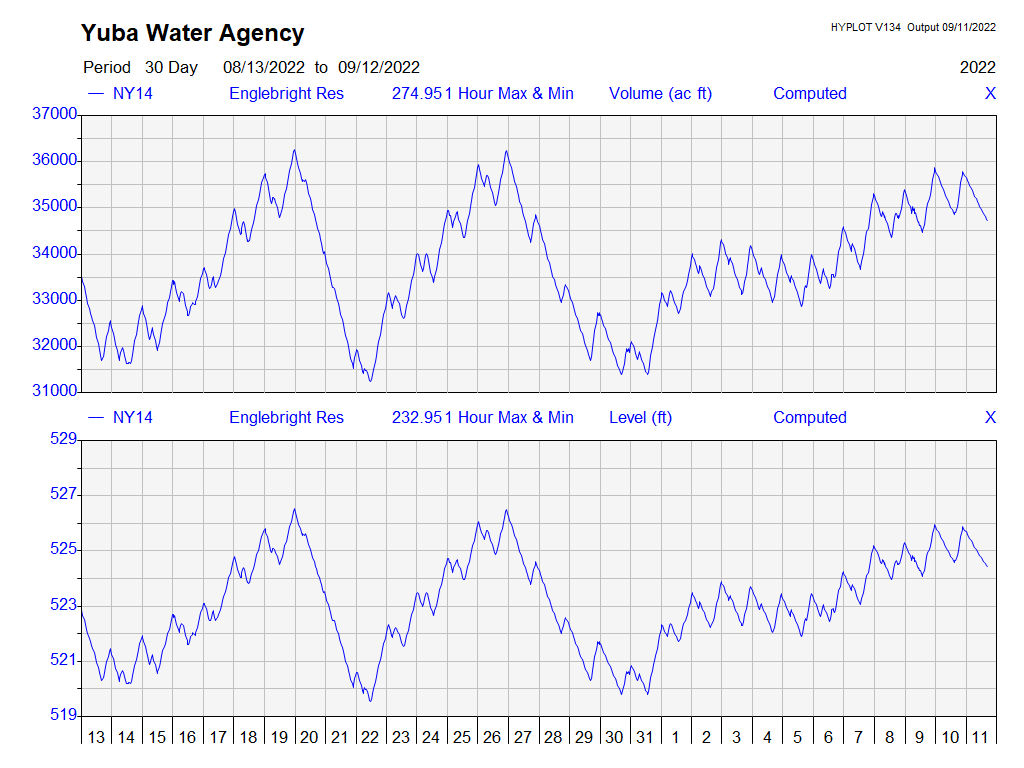 Yuba Water Agency
HYPLOT V134 Output 09/11/2022
Period 30 Day 08/13/2022 to 09/12/2022
2022
— NY14 Englebright Res 274.951 Hour Max & Min Volume (ac ft) Computed X
37000
36000
35000
34000
33000
32000
31000
— NY14 Englebright Res 232.951 Hour Max & Min Level (ft) Computed X
529
527
525
523
521
519
13 14 15 16 17 18 19 20 21 22 23 24 25 26 27 28 29 30 31 1 2 3 4 5 6 7 8 9 10 11